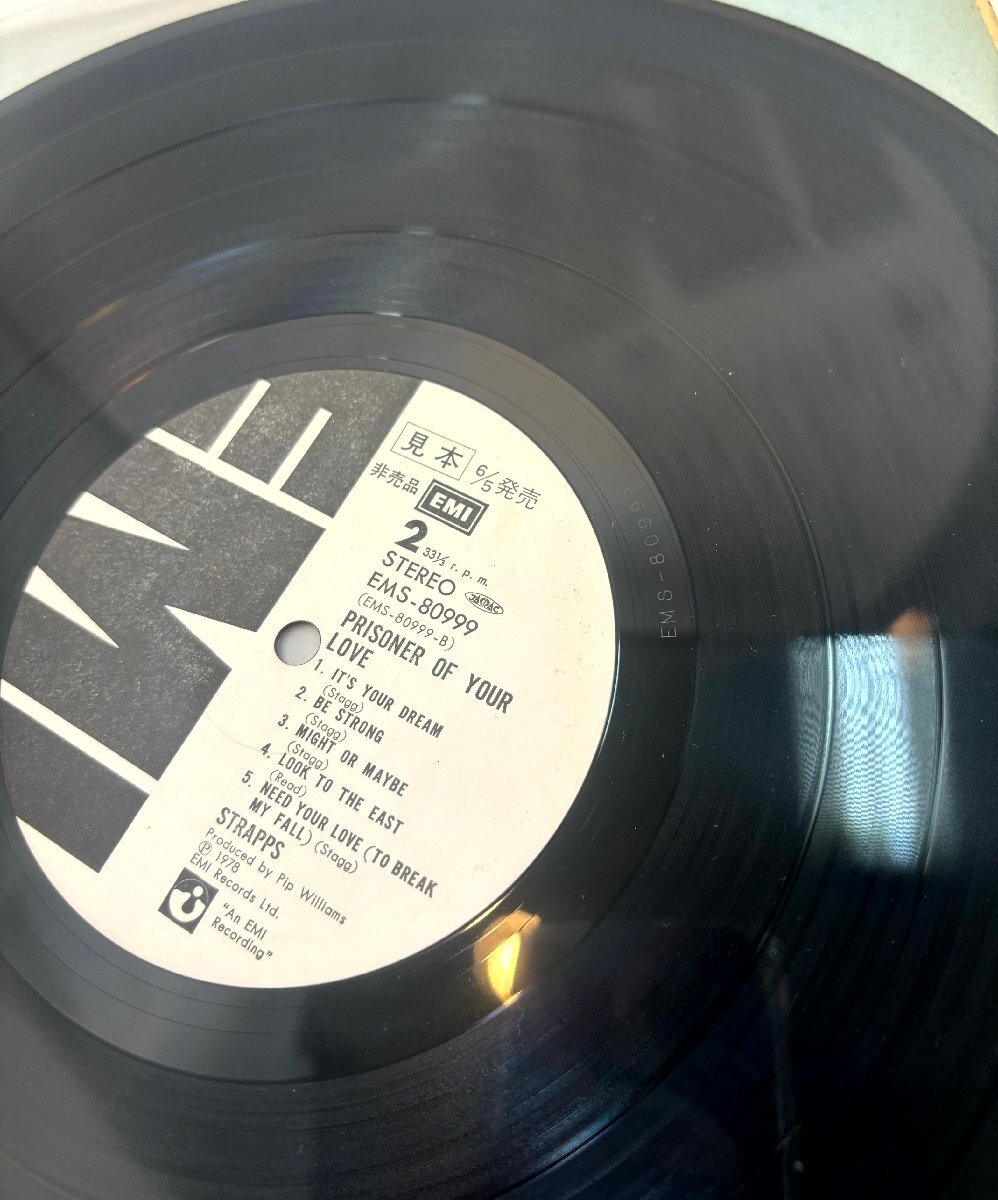 EMI
見本 6/5発売
非売品 EMI
2 33⅓ r. p. m.
STEREO JASRAC
EMS-80999
(EMS-80999-B)
PRISONER OF YOUR
LOVE
1. IT'S YOUR DREAM
(Stagg)
2. BE STRONG
(Stagg)
3. MIGHT OR MAYBE
(Stagg)
4. LOOK TO THE EAST
(Read)
5. NEED YOUR LOVE (TO BREAK
MY FALL) (Stagg)
STRAPPS
Produced by Pip Williams
Ⓟ 1978
EMI Records Ltd.
"An EMI
Recording"
EMS-80999